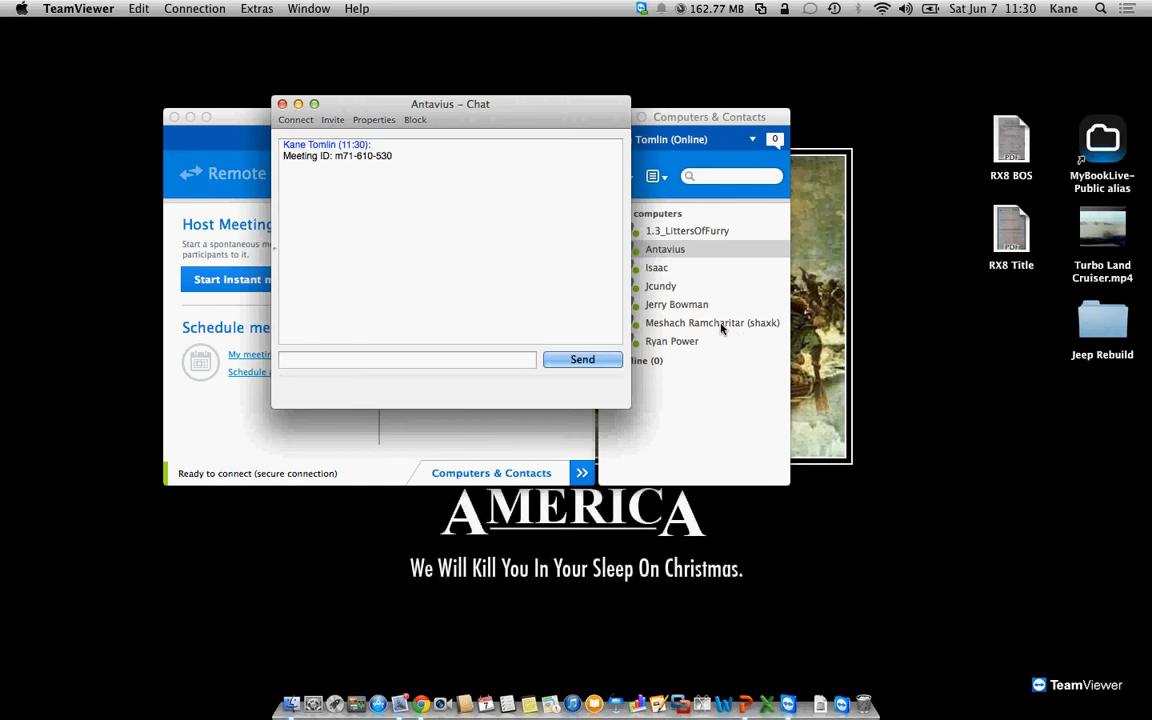 TeamViewer Edit Connection Extras Window Help
162.77 MB Sat Jun 7 11:30 Kane
Antavius – Chat
Connect Invite Properties Block
Kane Tomlin (11:30):
Meeting ID: m71-610-530
Send
Remote
Host Meeting
Start a spontaneous m
participants to it.
Start instant m
Schedule me
My meetin
Schedule a
Ready to connect (secure connection)
Computers & Contacts
Computers & Contacts
Tomlin (Online)
0
computers
1.3_LittersOfFurry
Antavius
Isaac
Jcundy
Jerry Bowman
Meshach Ramcharitar (shaxk)
Ryan Power
line (0)
AMERICA
We Will Kill You In Your Sleep On Christmas.
PDF
RX8 BOS
MyBookLive-
Public alias
PDF
RX8 Title
Turbo Land
Cruiser.mp4
Jeep Rebuild
TeamViewer